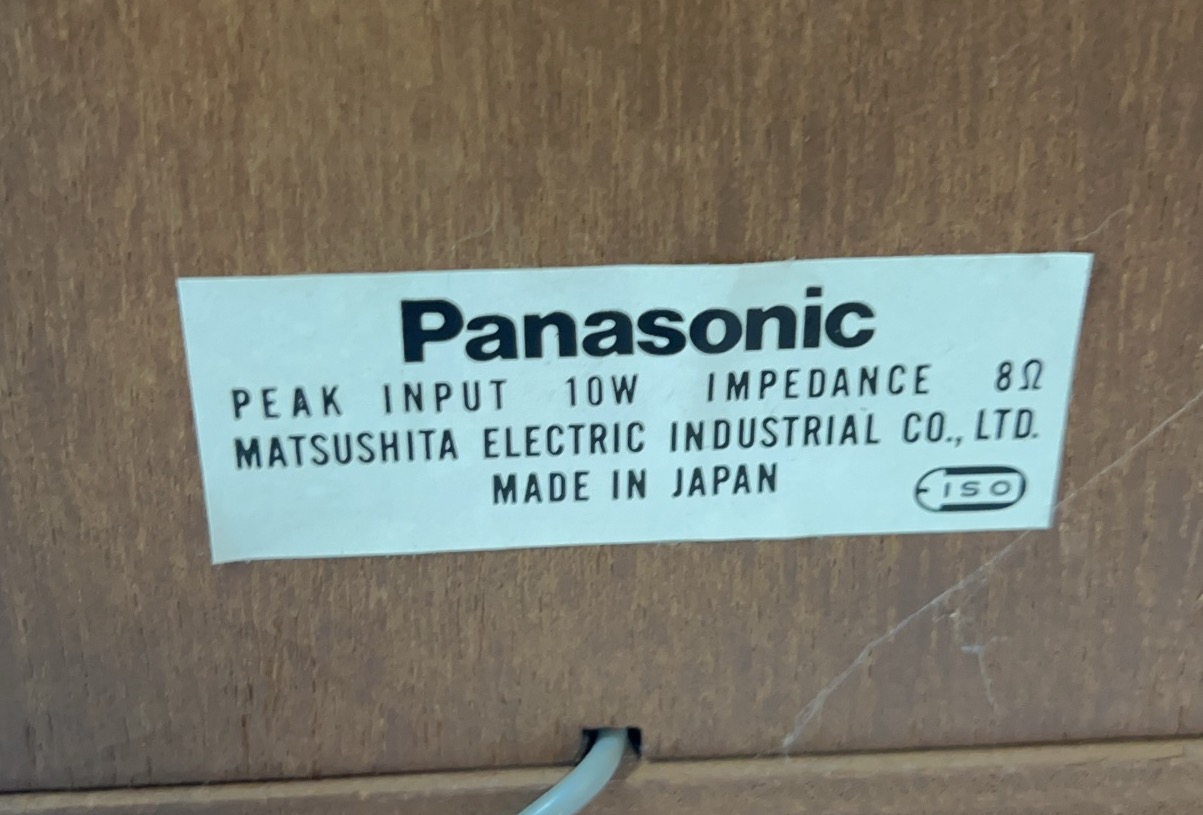 Panasonic
PEAK INPUT 10W IMPEDANCE 8Ω
MATSUSHITA ELECTRIC INDUSTRIAL CO., LTD.
MADE IN JAPAN
ISO